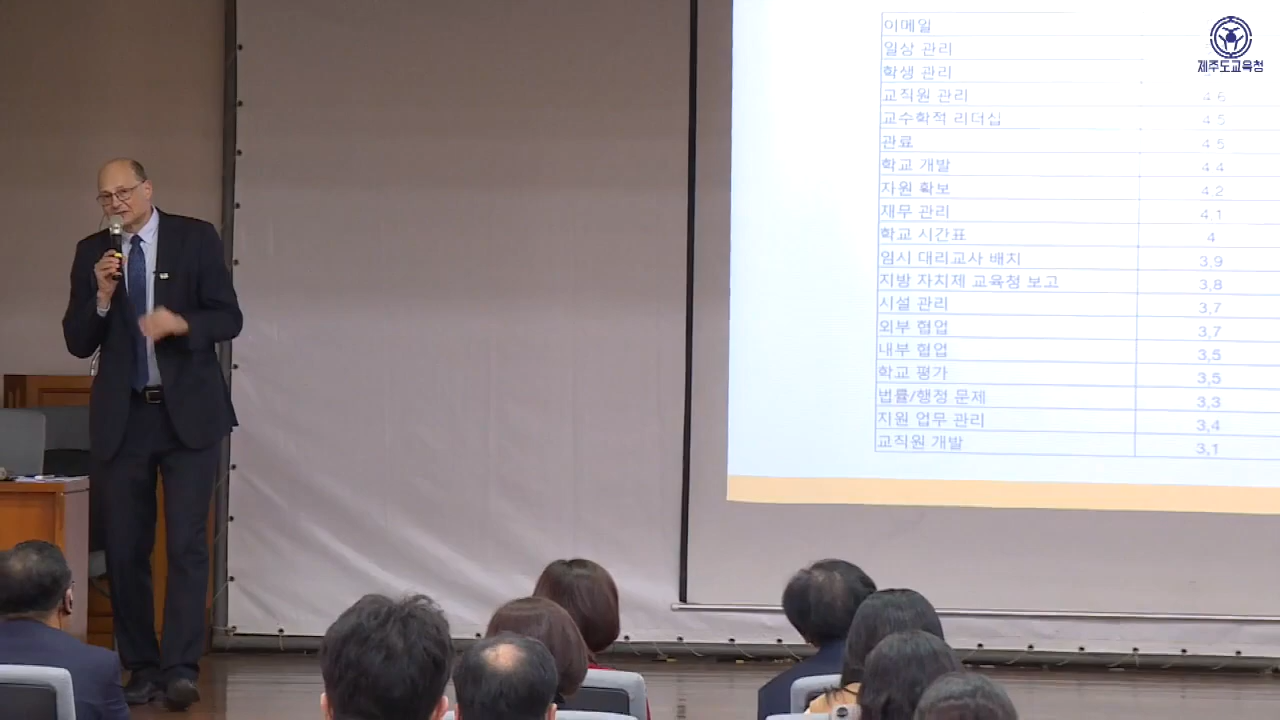 이메일
일상 관리
학생 관리
교직원 관리 4.6
교수학적 리더십 4.5
관료 4.5
학교 개발 4.4
자원 확보 4.2
재무 관리 4.1
학교 시간표 4
임시 대리교사 배치 3,9
지방 자치제 교육청 보고 3,8
시설 관리 3,7
외부 협업 3,7
내부 협업 3,5
학교 평가 3,5
법률/행정 문제 3,3
지원 업무 관리 3,4
교직원 개발 3,1
제주도교육청